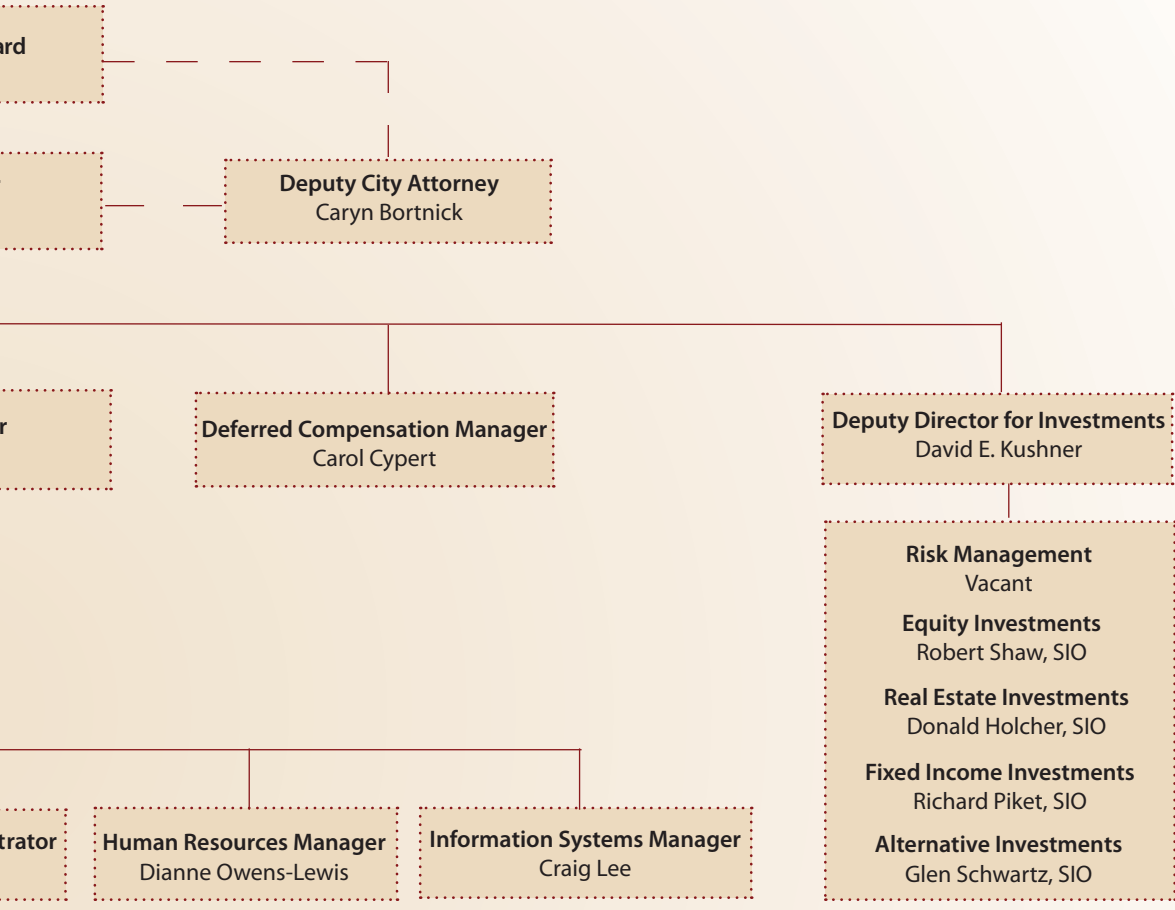 Deputy City Attorney
Caryn Bortnick
Deferred Compensation Manager
Carol Cypert
Deputy Director for Investments
David E. Kushner
Risk Management
Vacant
Equity Investments
Robert Shaw, SIO
Real Estate Investments
Donald Holcher, SIO
Fixed Income Investments
Richard Piket, SIO
Alternative Investments
Glen Schwartz, SIO
Human Resources Manager
Dianne Owens-Lewis
Information Systems Manager
Craig Lee